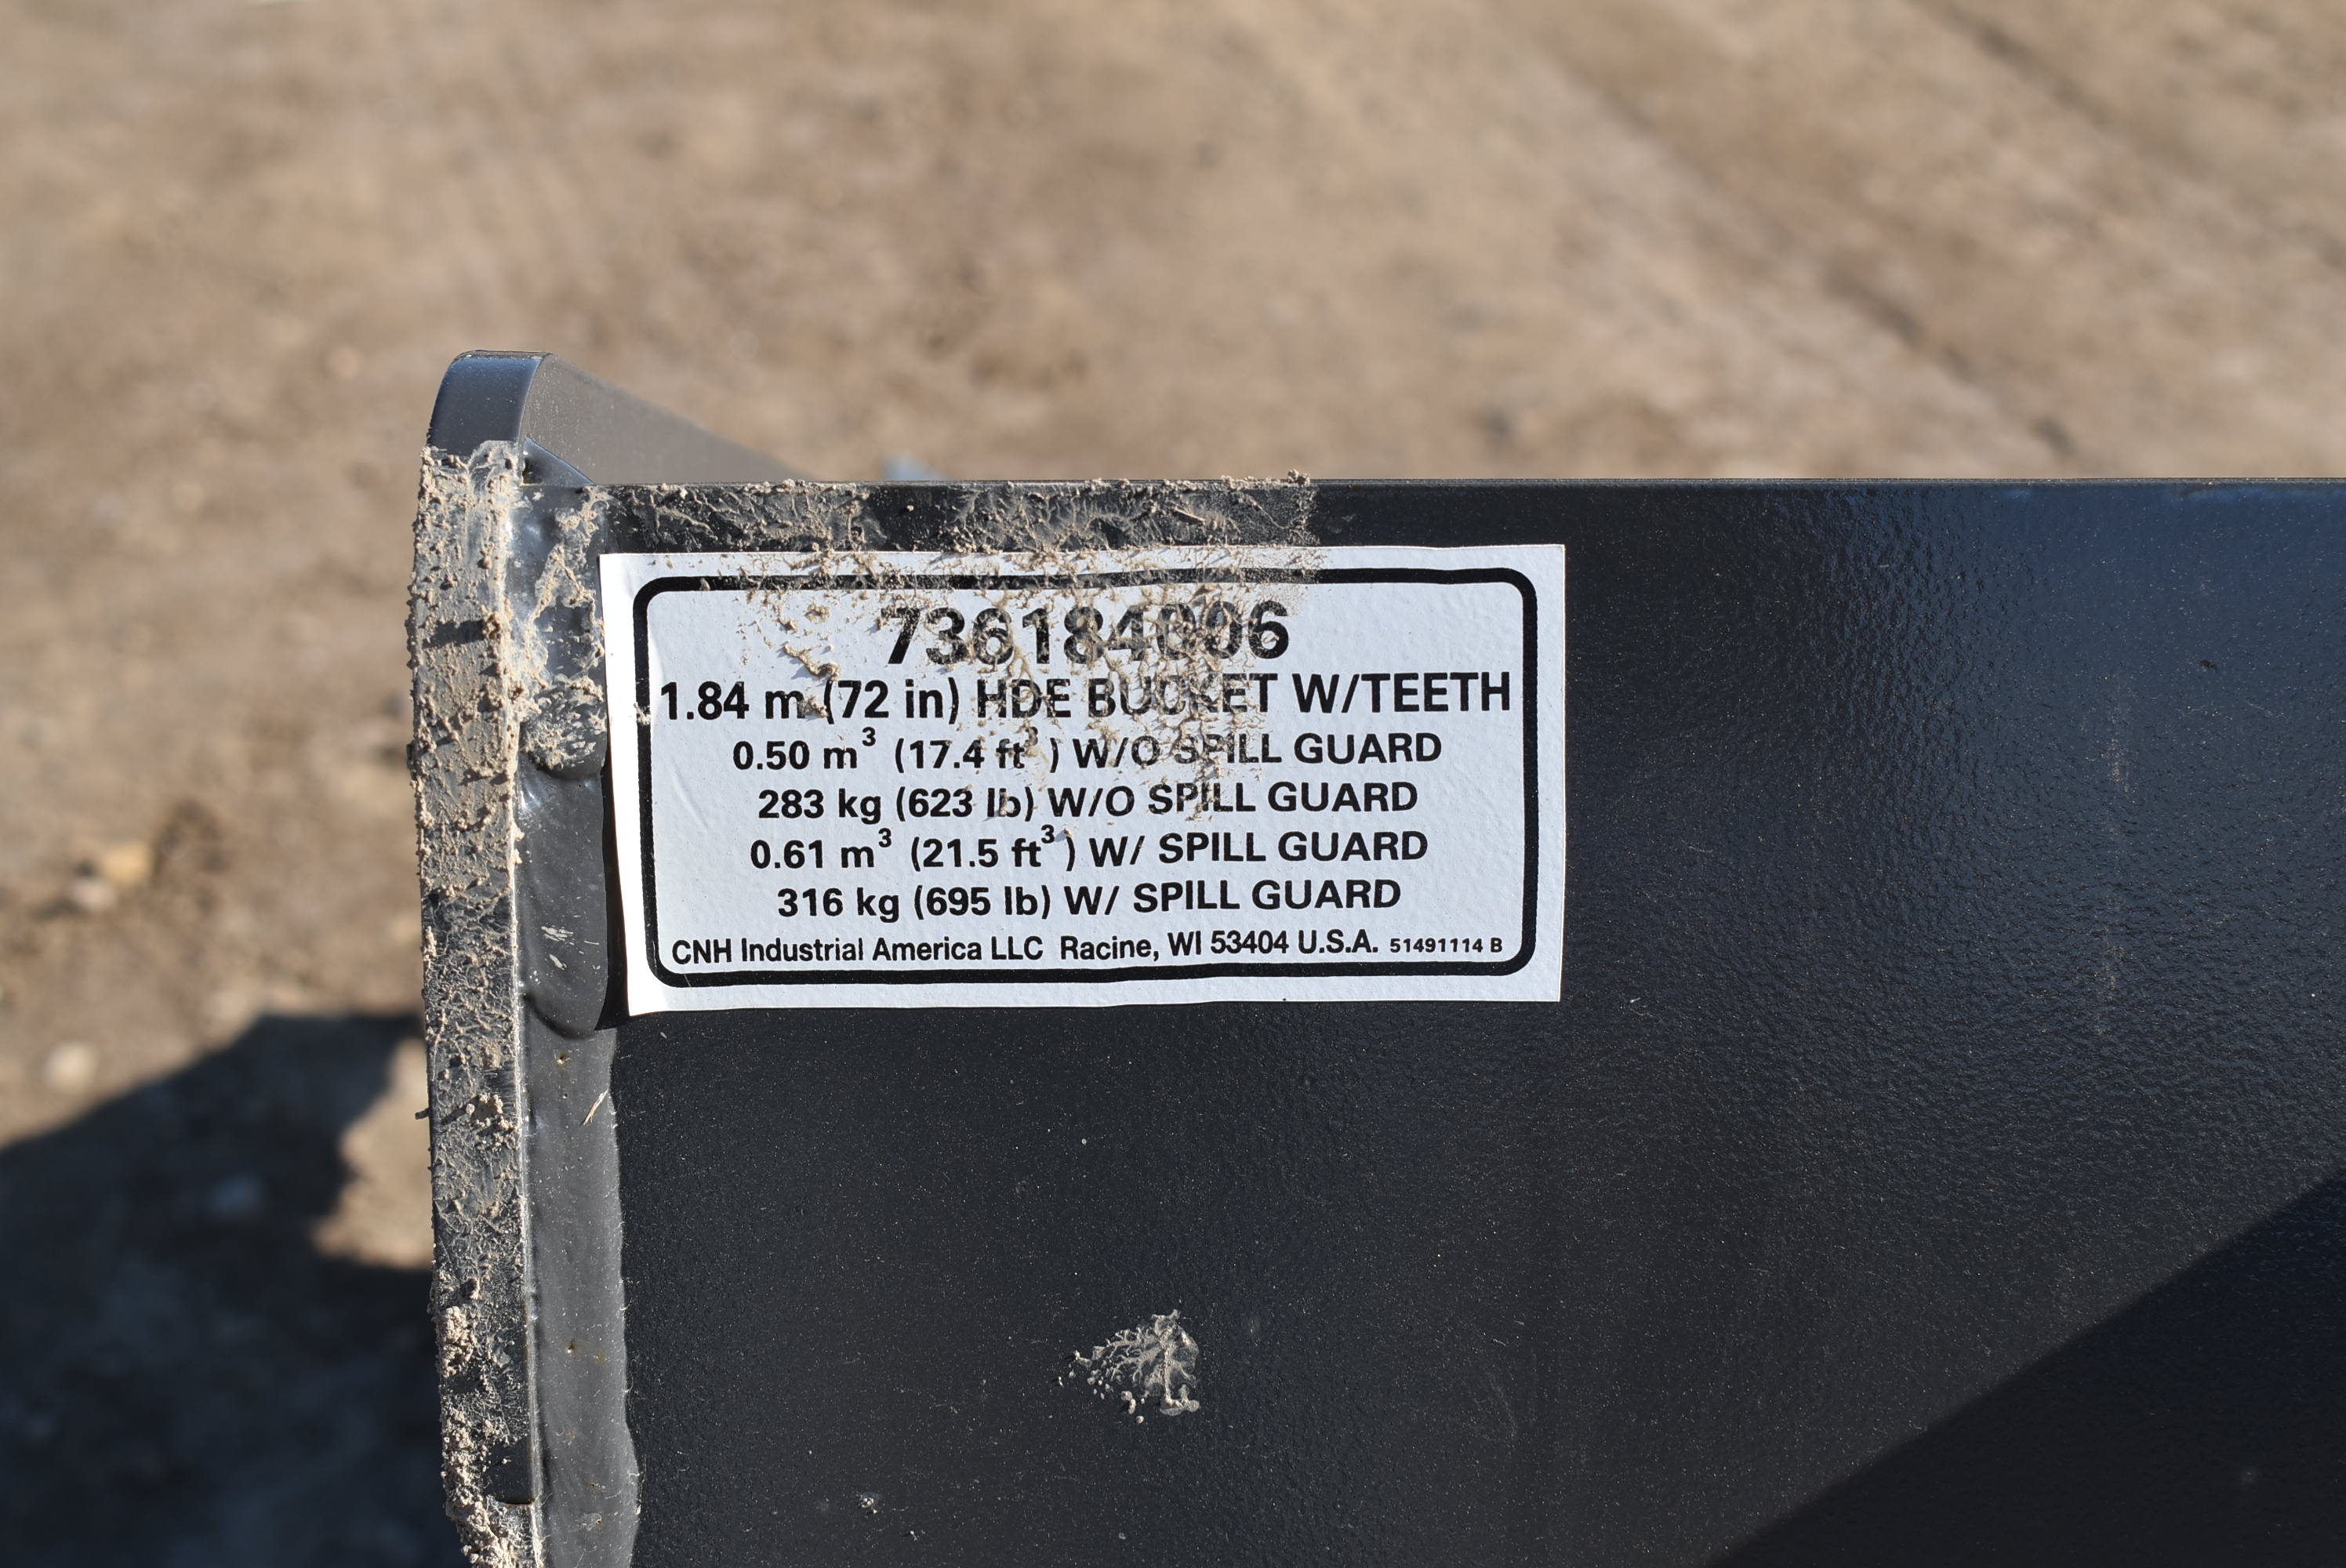 736184006
1.84 m (72 in) HDE BUCKET W/TEETH
0.50 m³ (17.4 ft³ ) W/O SPILL GUARD
283 kg (623 lb) W/O SPILL GUARD
0.61 m³ (21.5 ft³ ) W/ SPILL GUARD
316 kg (695 lb) W/ SPILL GUARD
CNH Industrial America LLC Racine, WI 53404 U.S.A. 51491114 B